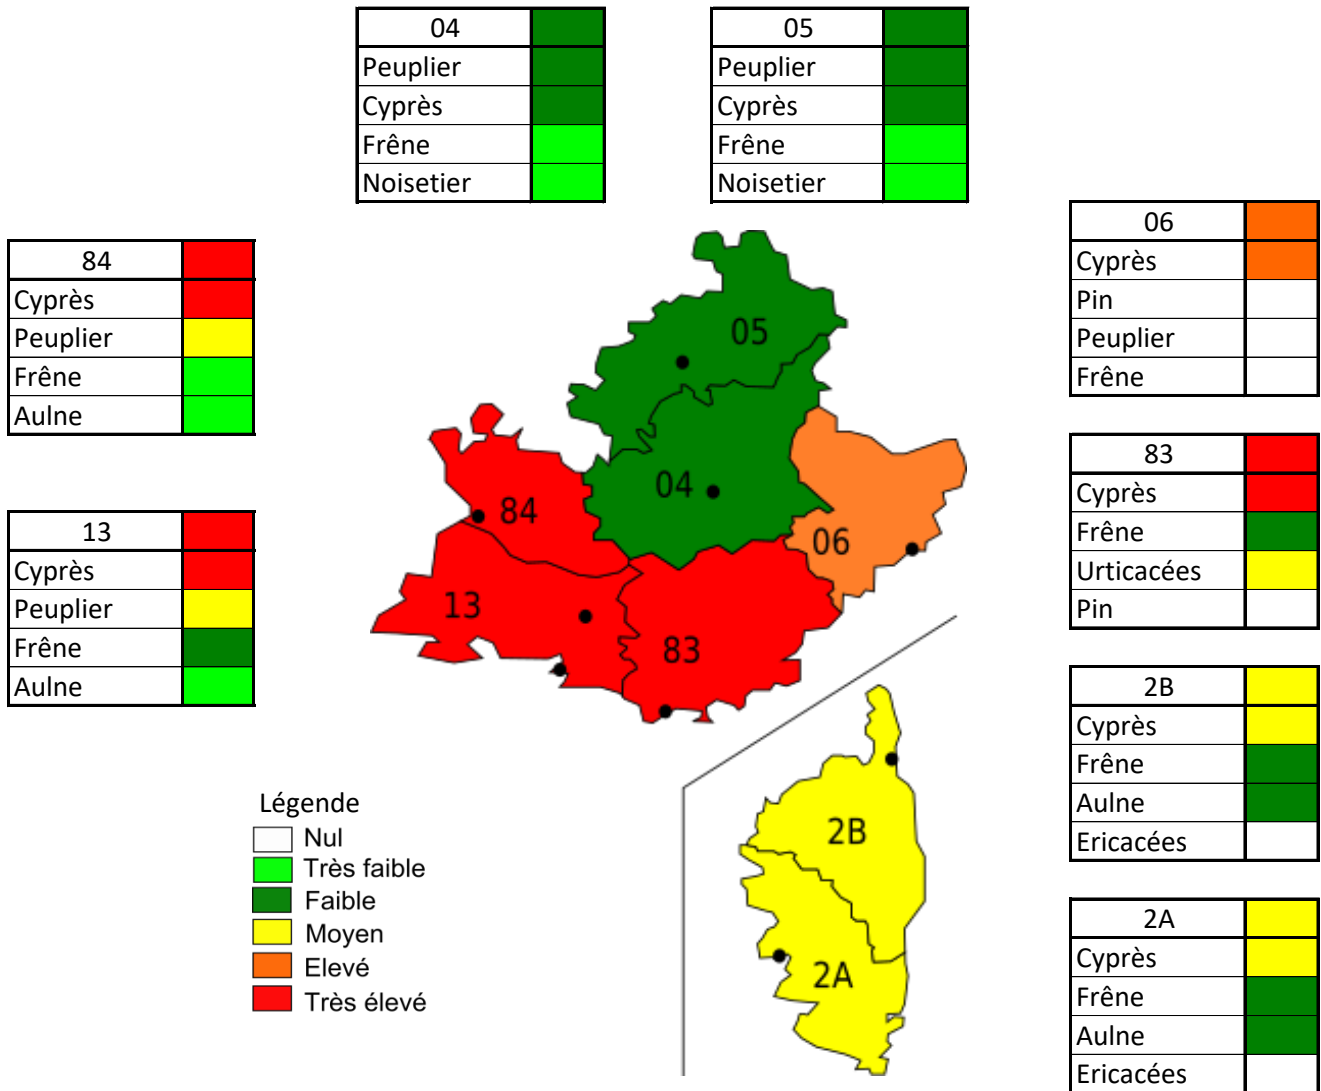 04
Peuplier
Cyprès
Frêne
Noisetier
05
Peuplier
Cyprès
Frêne
Noisetier
84
Cyprès
Peuplier
Frêne
Aulne
13
Cyprès
Peuplier
Frêne
Aulne
05
04
84
06
13
83
2B
2A
06
Cyprès
Pin
Peuplier
Frêne
83
Cyprès
Frêne
Urticacées
Pin
2B
Cyprès
Frêne
Aulne
Ericacées
2A
Cyprès
Frêne
Aulne
Ericacées
Légende
Nul
Très faible
Faible
Moyen
Elevé
Très élevé